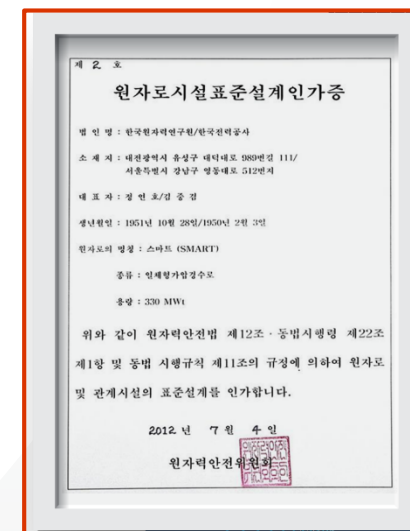 제 2 호
원자로시설표준설계인가증
법 인 명 : 한국원자력연구원/한국전력공사
소 재 지 : 대전광역시 유성구 대덕대로 989번길 111/
서울특별시 강남구 영동대로 512번지
대 표 자 : 정 연 호/김 중 겸
생년월일 : 1951년 10월 28일/1950년 2월 3일
원자로의 명칭 : 스마트 (SMART)
종류 : 일체형가압경수로
용량 : 330 MWt
위와 같이 원자력안전법 제12조ㆍ동법시행령 제22조
제1항 및 동법 시행규칙 제11조의 규정에 의하여 원자로
및 관계시설의 표준설계를 인가합니다.
2012 년 7 월 4 일
원자력안전위원회